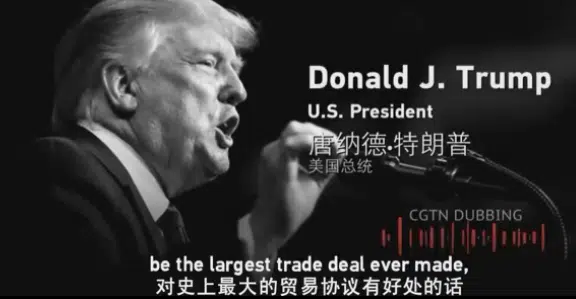 Donald J. Trump
U.S. President
唐纳德·特朗普
美国总统
CGTN DUBBING
be the largest trade deal ever made,
对史上最大的贸易协议有好处的话